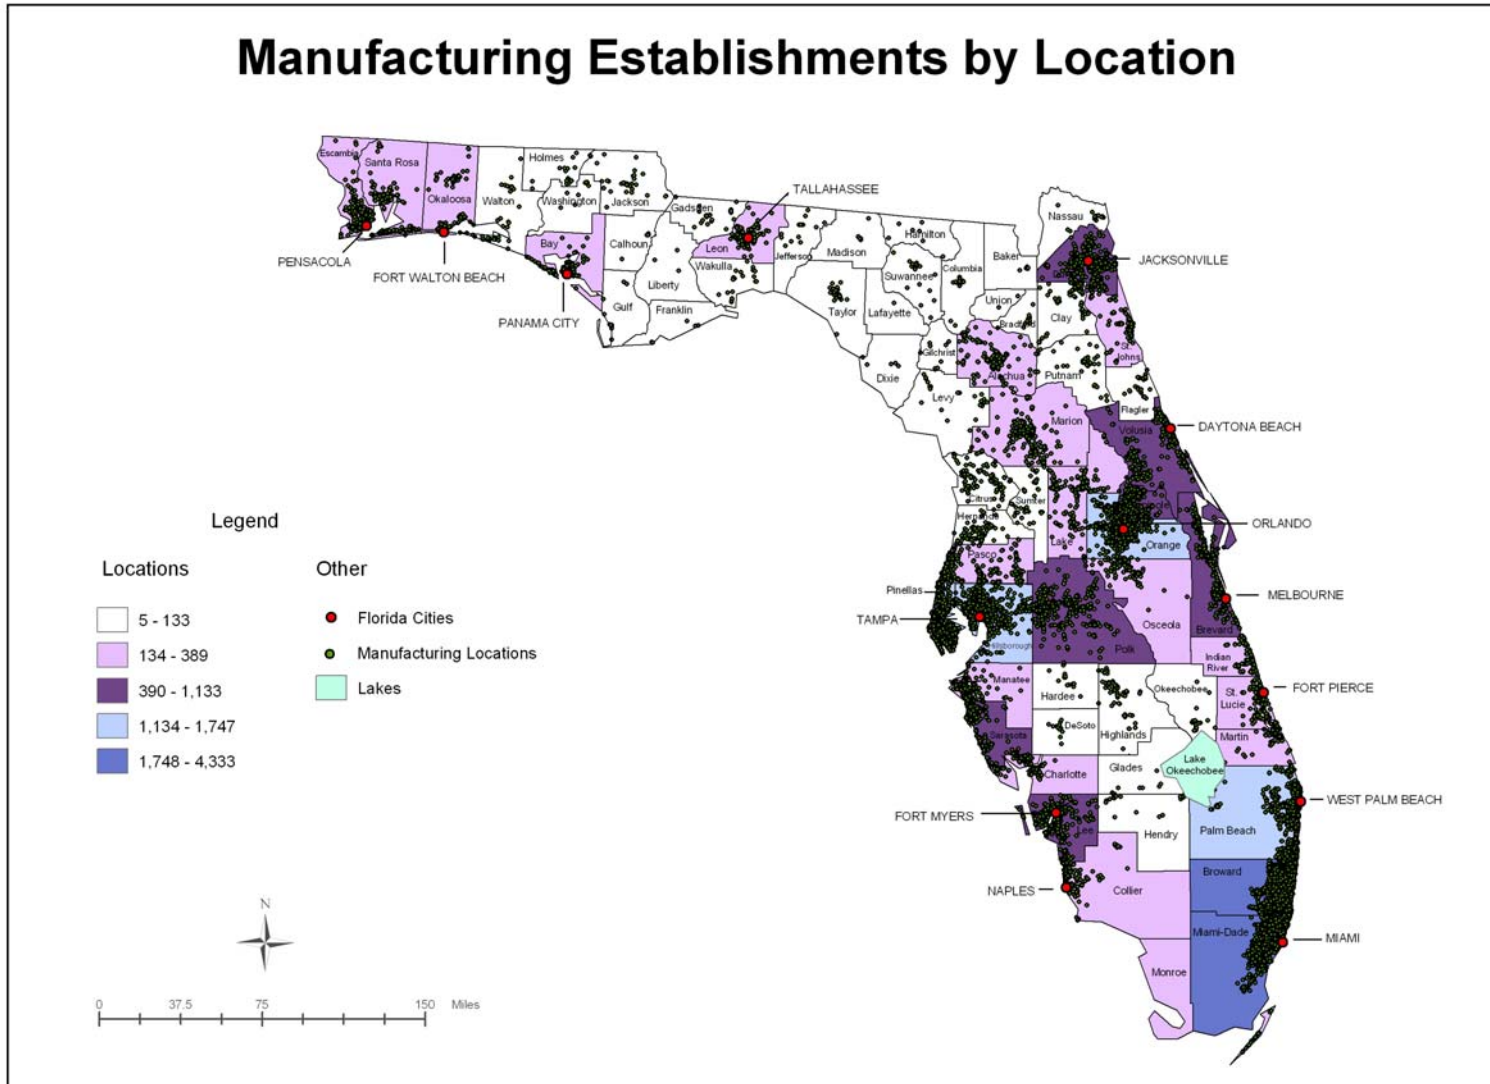 Manufacturing Establishments by Location
Escambia
Santa Rosa
Okaloosa
Walton
Holmes
Washington
Jackson
Bay
Calhoun
Gulf
Liberty
Franklin
Gadsden
Leon
Wakulla
Jefferson
Madison
Taylor
Hamilton
Suwannee
Lafayette
Columbia
Baker
Union
Bradford
Nassau
Clay
St.
Johns
Dixie
Gilchrist
Alachua
Putnam
Flagler
Levy
Marion
Volusia
Citrus
Sumter
Hernando
Lake
Orange
Pasco
Pinellas
Hillsborough
Polk
Osceola
Brevard
Indian
River
Manatee
Hardee
Okeechobee
St.
Lucie
DeSoto
Highlands
Sarasota
Martin
Charlotte
Glades
Lake
Okeechobee
Lee
Hendry
Palm Beach
Collier
Broward
Miami-Dade
Monroe
PENSACOLA
FORT WALTON BEACH
PANAMA CITY
TALLAHASSEE
JACKSONVILLE
DAYTONA BEACH
ORLANDO
MELBOURNE
TAMPA
FORT PIERCE
WEST PALM BEACH
FORT MYERS
NAPLES
MIAMI
Legend
Locations
5 - 133
134 - 389
390 - 1,133
1,134 - 1,747
1,748 - 4,333
Other
Florida Cities
Manufacturing Locations
Lakes
N
0 37.5 75 150 Miles